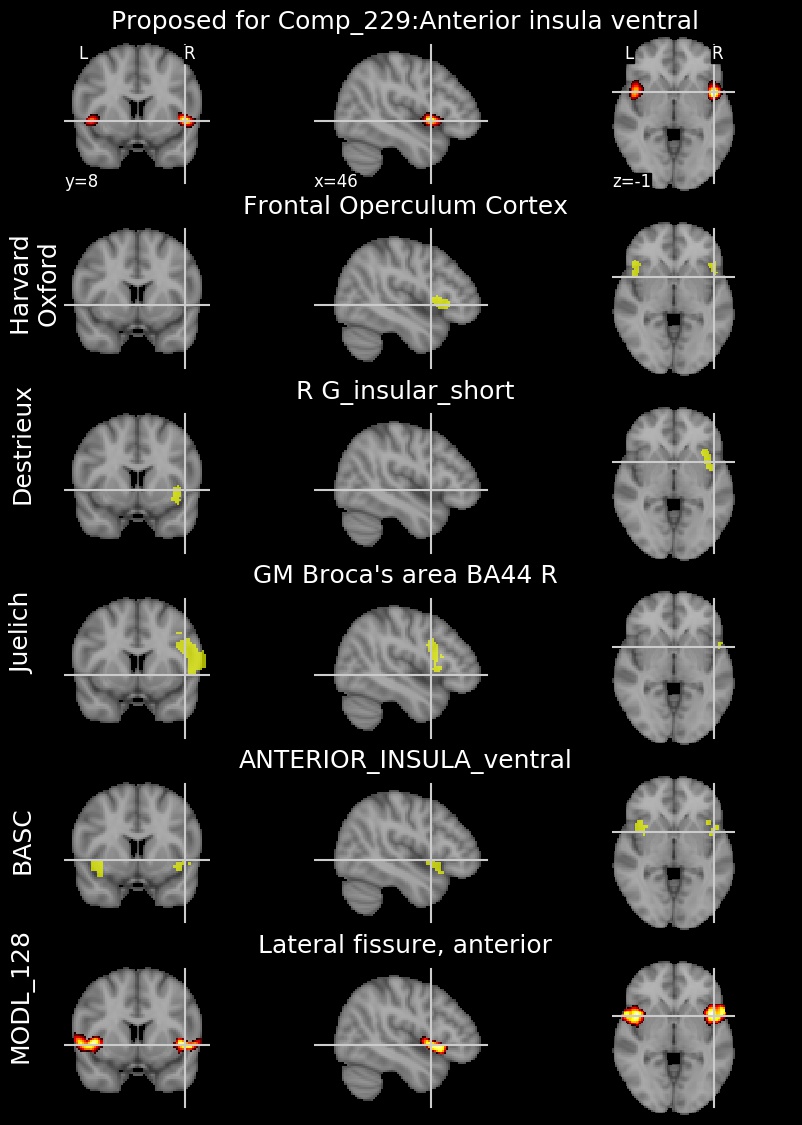 Proposed for Comp_229:Anterior insula ventral
L R
L R
y=8
x=46
z=-1
Frontal Operculum Cortex
Harvard
Oxford
R G_insular_short
Destrieux
GM Broca's area BA44 R
Juelich
ANTERIOR_INSULA_ventral
BASC
Lateral fissure, anterior
MODL_128